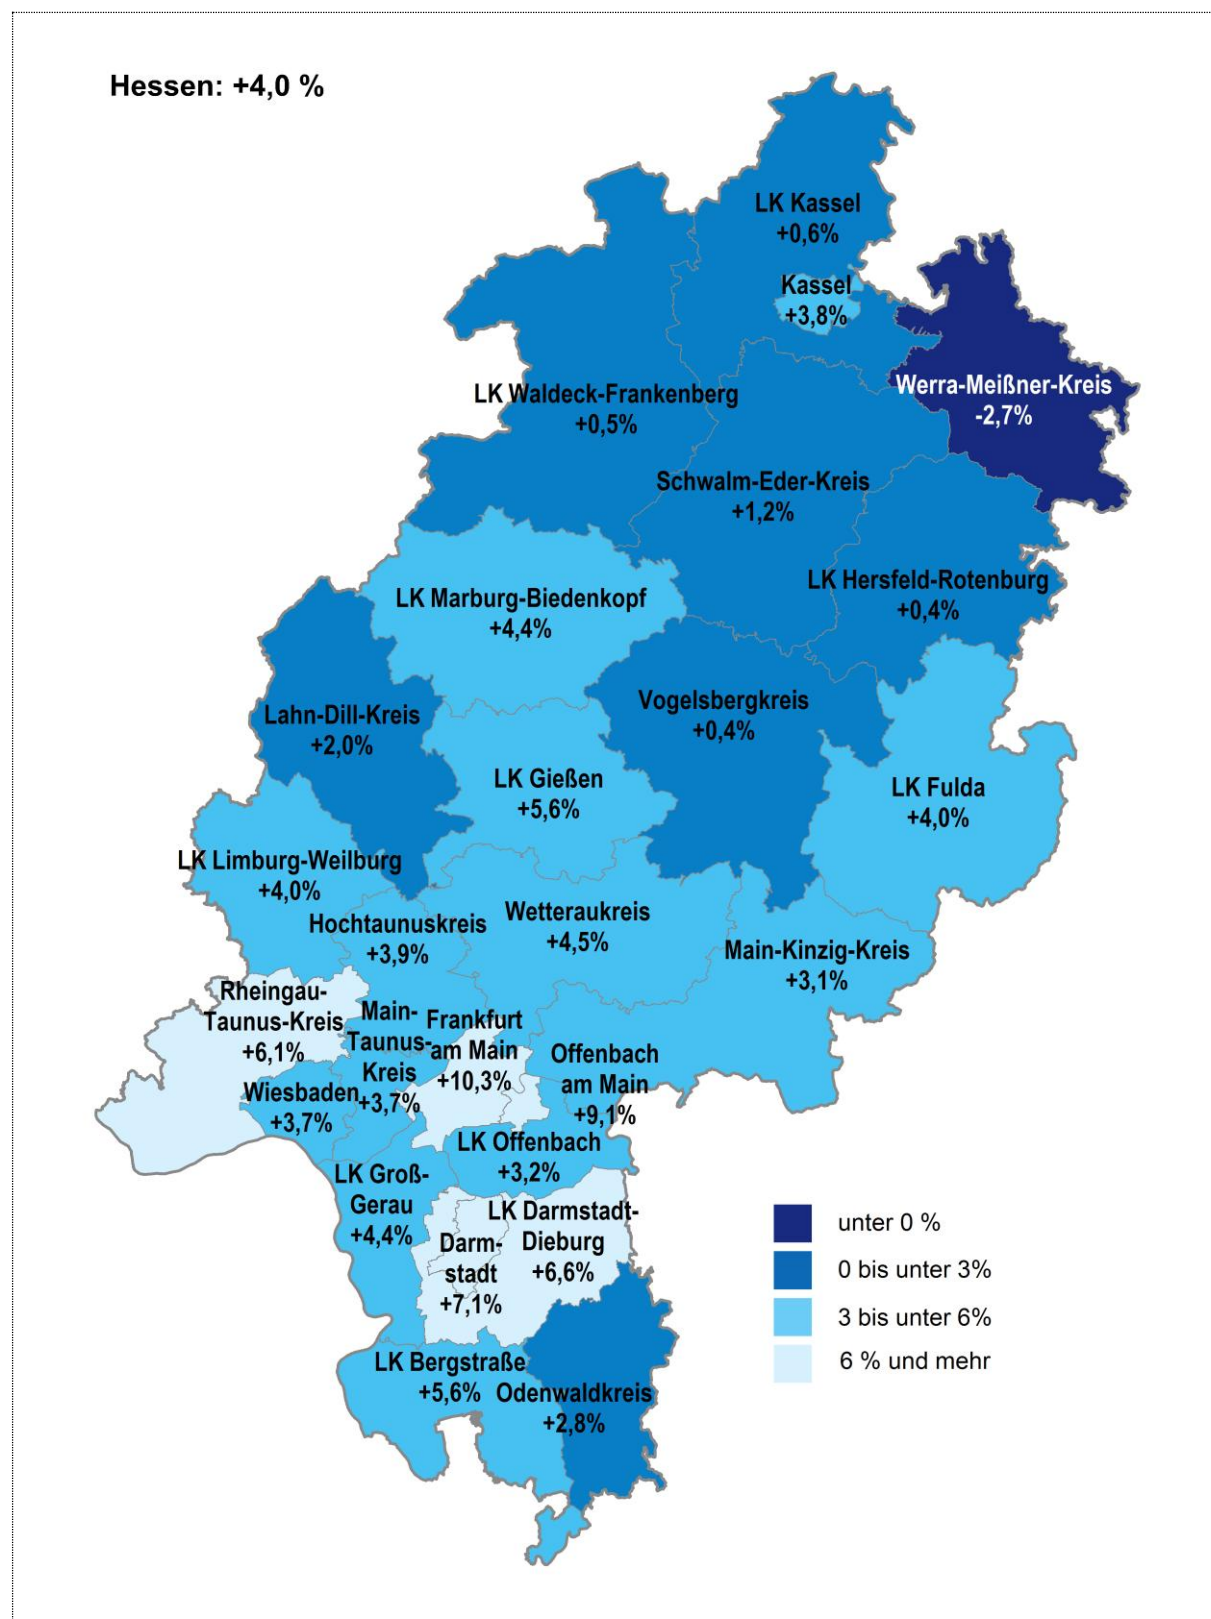 Hessen: +4,0 %
LK Kassel
+0,6%
Kassel
+3,8%
Werra-Meißner-Kreis
-2,7%
LK Waldeck-Frankenberg
+0,5%
Schwalm-Eder-Kreis
+1,2%
LK Hersfeld-Rotenburg
+0,4%
LK Marburg-Biedenkopf
+4,4%
Lahn-Dill-Kreis
+2,0%
Vogelsbergkreis
+0,4%
LK Gießen
+5,6%
LK Fulda
+4,0%
LK Limburg-Weilburg
+4,0%
Hochtaunuskreis
+3,9%
Wetteraukreis
+4,5%
Main-Kinzig-Kreis
+3,1%
Rheingau-
Taunus-Kreis
+6,1%
Main-
Taunus-
Kreis
+3,7%
Frankfurt
am Main
+10,3%
Offenbach
am Main
+9,1%
Wiesbaden
+3,7%
LK Offenbach
+3,2%
LK Groß-
Gerau
+4,4%
LK Darmstadt-
Dieburg
+6,6%
Darm-
stadt
+7,1%
LK Bergstraße
+5,6%
Odenwaldkreis
+2,8%
unter 0 %
0 bis unter 3%
3 bis unter 6%
6 % und mehr